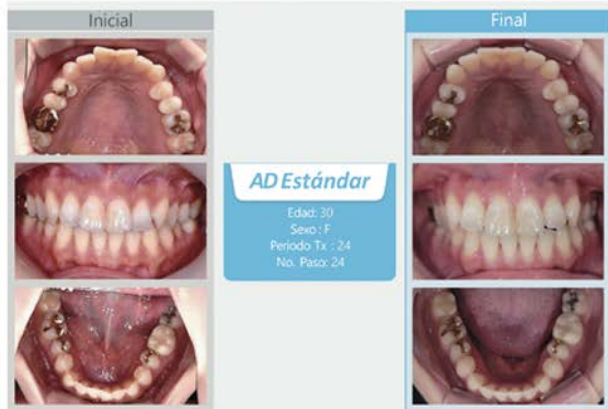 Inicial
Final
AD Estándar
Edad: 30
Sexo : F
Periodo Tx : 24
No. Paso: 24